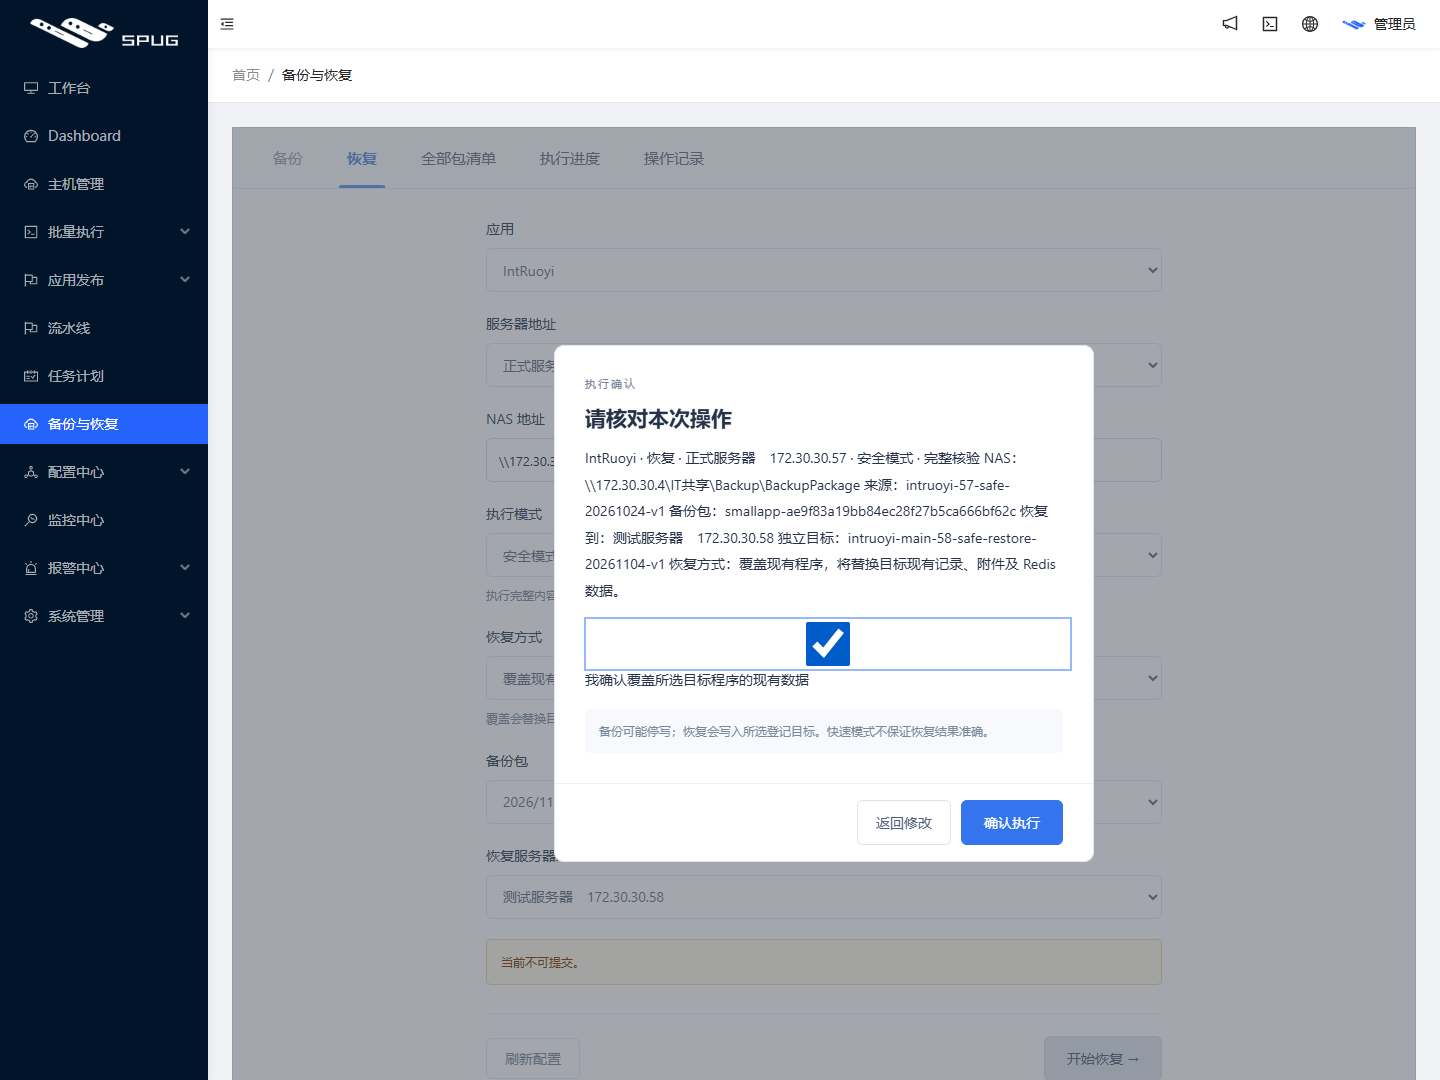 SPUG
管理员
工作台
Dashboard
主机管理
批量执行
应用发布
流水线
任务计划
备份与恢复
配置中心
监控中心
报警中心
系统管理
首页 / 备份与恢复
备份 恢复 全部包清单 执行进度 操作记录
应用
IntRuoyi
服务器地址
正式服务
NAS 地址
\\172.30.3
执行模式
安全模式
执行完整内容
恢复方式
覆盖现有
覆盖会替换目
备份包
2026/11
恢复服务器
测试服务器 172.30.30.58
当前不可提交。
刷新配置
开始恢复 →
执行确认
请核对本次操作
IntRuoyi · 恢复 · 正式服务器 172.30.30.57 · 安全模式 · 完整核验 NAS：
\\172.30.30.4\IT共享\Backup\BackupPackage 来源：intruoyi-57-safe-
20261024-v1 备份包：smallapp-ae9f83a19bb84ec28f27b5ca666bf62c 恢复
到：测试服务器 172.30.30.58 独立目标：intruoyi-main-58-safe-restore-
20261104-v1 恢复方式：覆盖现有程序，将替换目标现有记录、附件及 Redis
数据。
我确认覆盖所选目标程序的现有数据
备份可能停写；恢复会写入所选登记目标。快速模式不保证恢复结果准确。
返回修改
确认执行